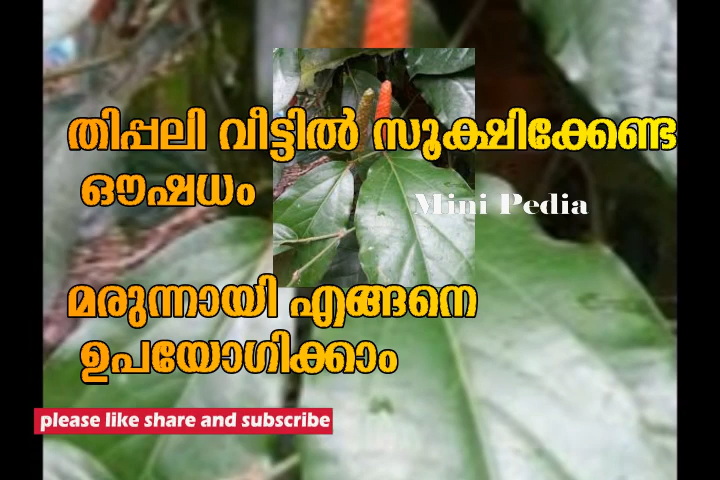 തിപ്പലി വീട്ടിൽ സൂക്ഷിക്കേണ്ട
ഔഷധം
Mini Pedia
മരുന്നായി എങ്ങനെ
ഉപയോഗിക്കാം
please like share and subscribe